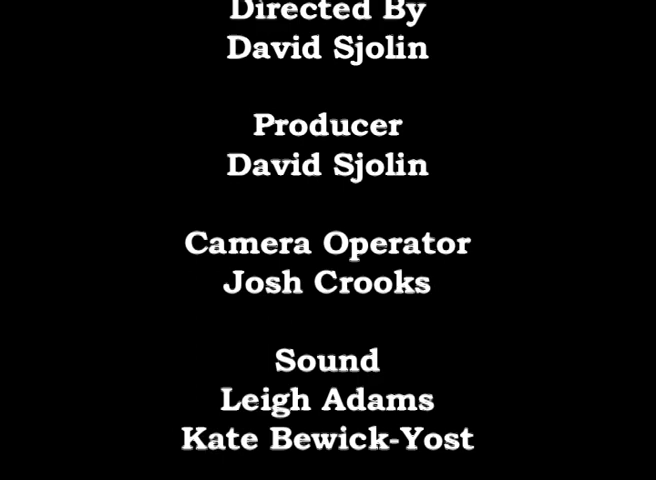 Directed By
David Sjolin
Producer
David Sjolin
Camera Operator
Josh Crooks
Sound
Leigh Adams
Kate Bewick-Yost